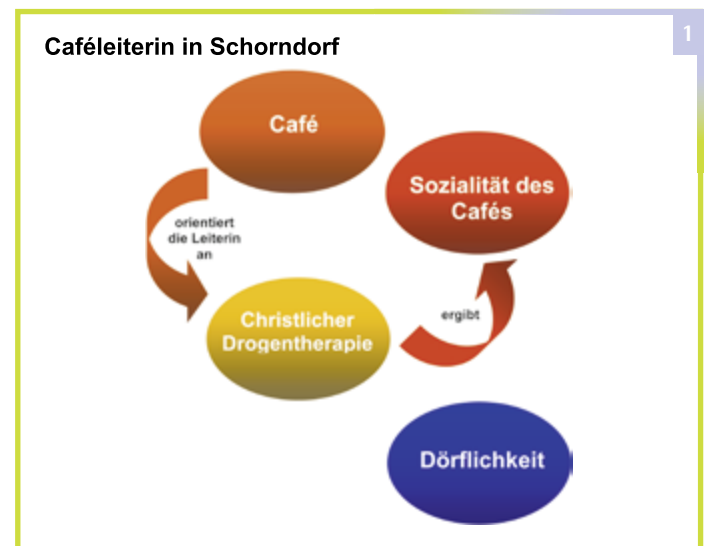 Caféleiterin in Schorndorf
1
Café
Sozialität des
Cafés
orientiert
die Leiterin
an
Christlicher
Drogentherapie
ergibt
Dörflichkeit